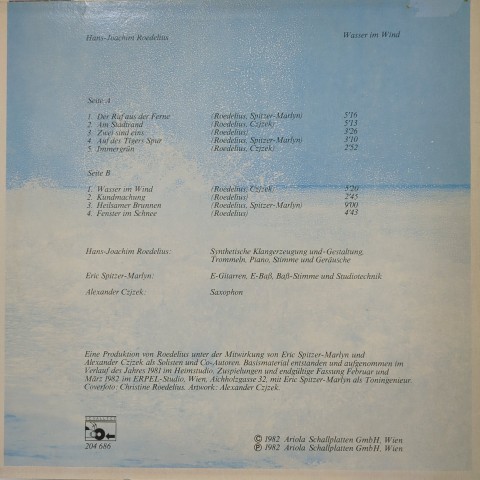 Hans-Joachim Roedelius Wasser im Wind
Seite A
1. Der Ruf aus der Ferne (Roedelius, Spitzer-Marlyn) 5'16
2. Am Stadtrand (Roedelius, Czjzek) 5'13
3. Zwei sind eins (Roedelius) 3'26
4. Auf des Tigers Spur (Roedelius, Spitzer-Marlyn) 3'10
5. Immergrün (Roedelius, Czjzek) 2'52
Seite B
1. Wasser im Wind (Roedelius, Czjzek) 5'20
2. Kundmachung (Roedelius) 2'45
3. Heilsamer Brunnen (Roedelius, Spitzer-Marlyn) 9'00
4. Fenster im Schnee (Roedelius) 4'43
Hans-Joachim Roedelius: Synthetische Klangerzeugung und -Gestaltung,
Trommeln, Piano, Stimme und Geräusche
Eric Spitzer-Marlyn: E-Gitarren, E-Baß, Baß-Stimme und Studiotechnik
Alexander Czjzek: Saxophon
Eine Produktion von Roedelius unter der Mitwirkung von Eric Spitzer-Marlyn und
Alexander Czjzek als Solisten und Co-Autoren. Basismaterial entstanden und aufgenommen im
Verlauf des Jahres 1981 im Heimstudio, Zuspielungen und endgültige Fassung Februar und
März 1982 im ERPEL-Studio, Wien, Aichholzgasse 32, mit Eric Spitzer-Marlyn als Toningenieur.
Coverfoto: Christine Roedelius, Artwork: Alexander Czjzek.
204 686
© 1982 Ariola Schallplatten GmbH, Wien
℗ 1982 Ariola Schallplatten GmbH, Wien